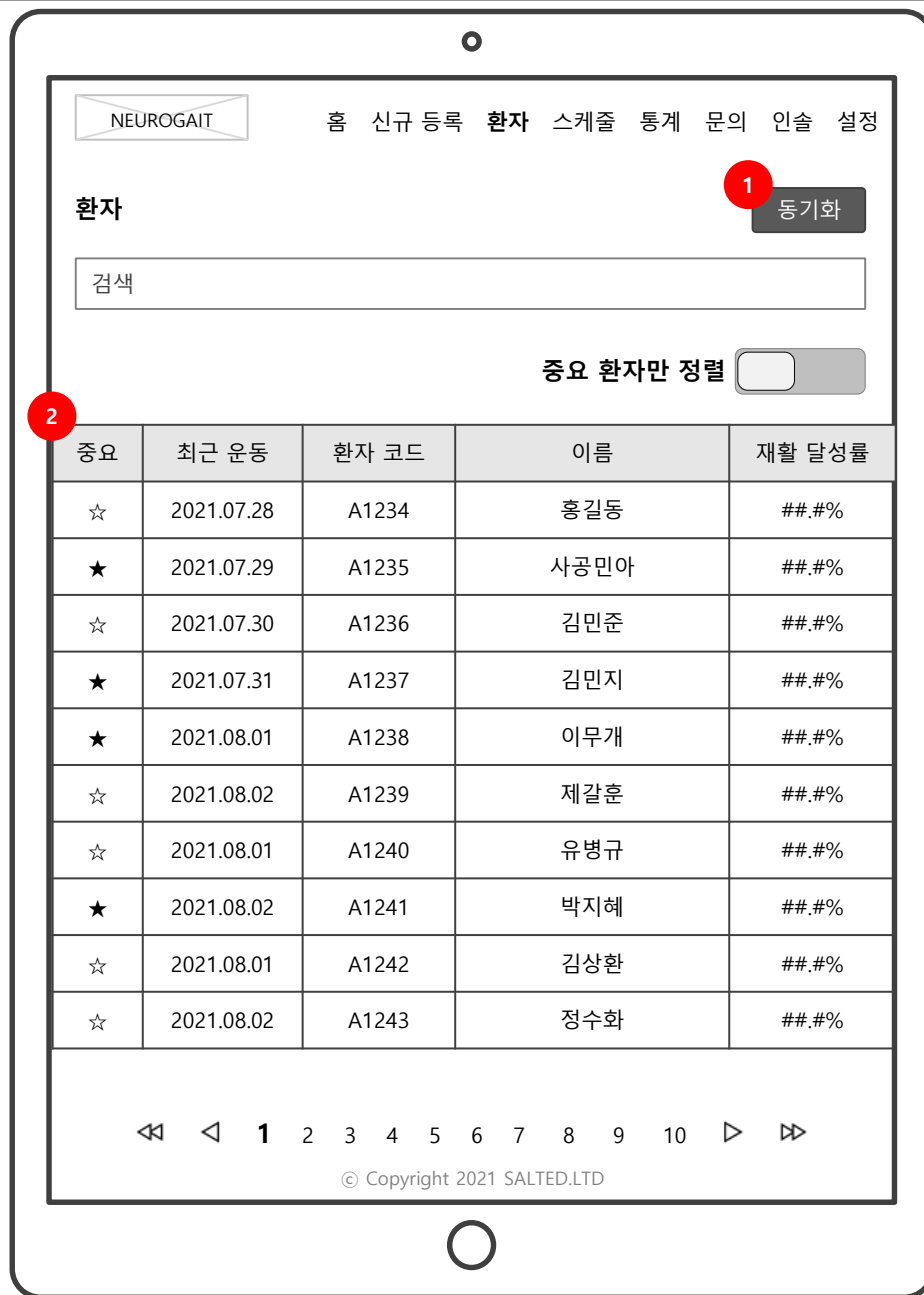 NEUROGAIT 홈 신규 등록 환자 스케줄 통계 문의 인솔 설정
1
환자 동기화
검색
중요 환자만 정렬
2
중요 최근 운동 환자 코드 이름 재활 달성률
☆ 2021.07.28 A1234 홍길동 ##.#%
★ 2021.07.29 A1235 사공민아 ##.#%
☆ 2021.07.30 A1236 김민준 ##.#%
★ 2021.07.31 A1237 김민지 ##.#%
★ 2021.08.01 A1238 이무개 ##.#%
☆ 2021.08.02 A1239 제갈훈 ##.#%
☆ 2021.08.01 A1240 유병규 ##.#%
★ 2021.08.02 A1241 박지혜 ##.#%
☆ 2021.08.01 A1242 김상환 ##.#%
☆ 2021.08.02 A1243 정수화 ##.#%
1 2 3 4 5 6 7 8 9 10
ⓒ Copyright 2021 SALTED.LTD